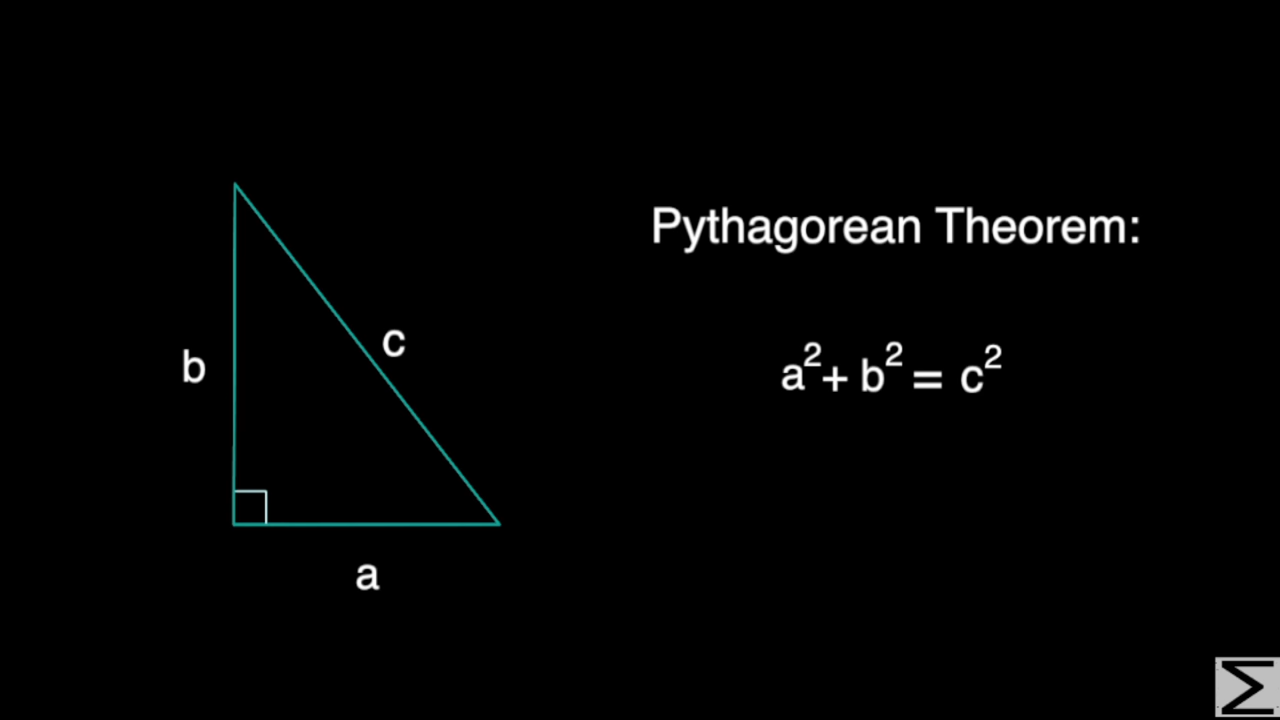 Pythagorean Theorem:
b
c
a² + b² = c²
a
Σ